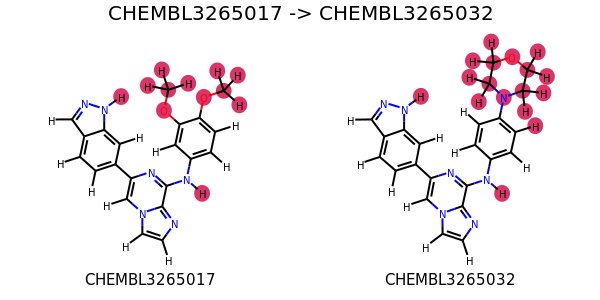 CHEMBL3265017 -> CHEMBL3265032
H H H H H H O O H N N H H H H H H H N N H H N N H H
H H H H O H H H H H N N N H H H H H H H H N N H H N N H H
CHEMBL3265017 CHEMBL3265032